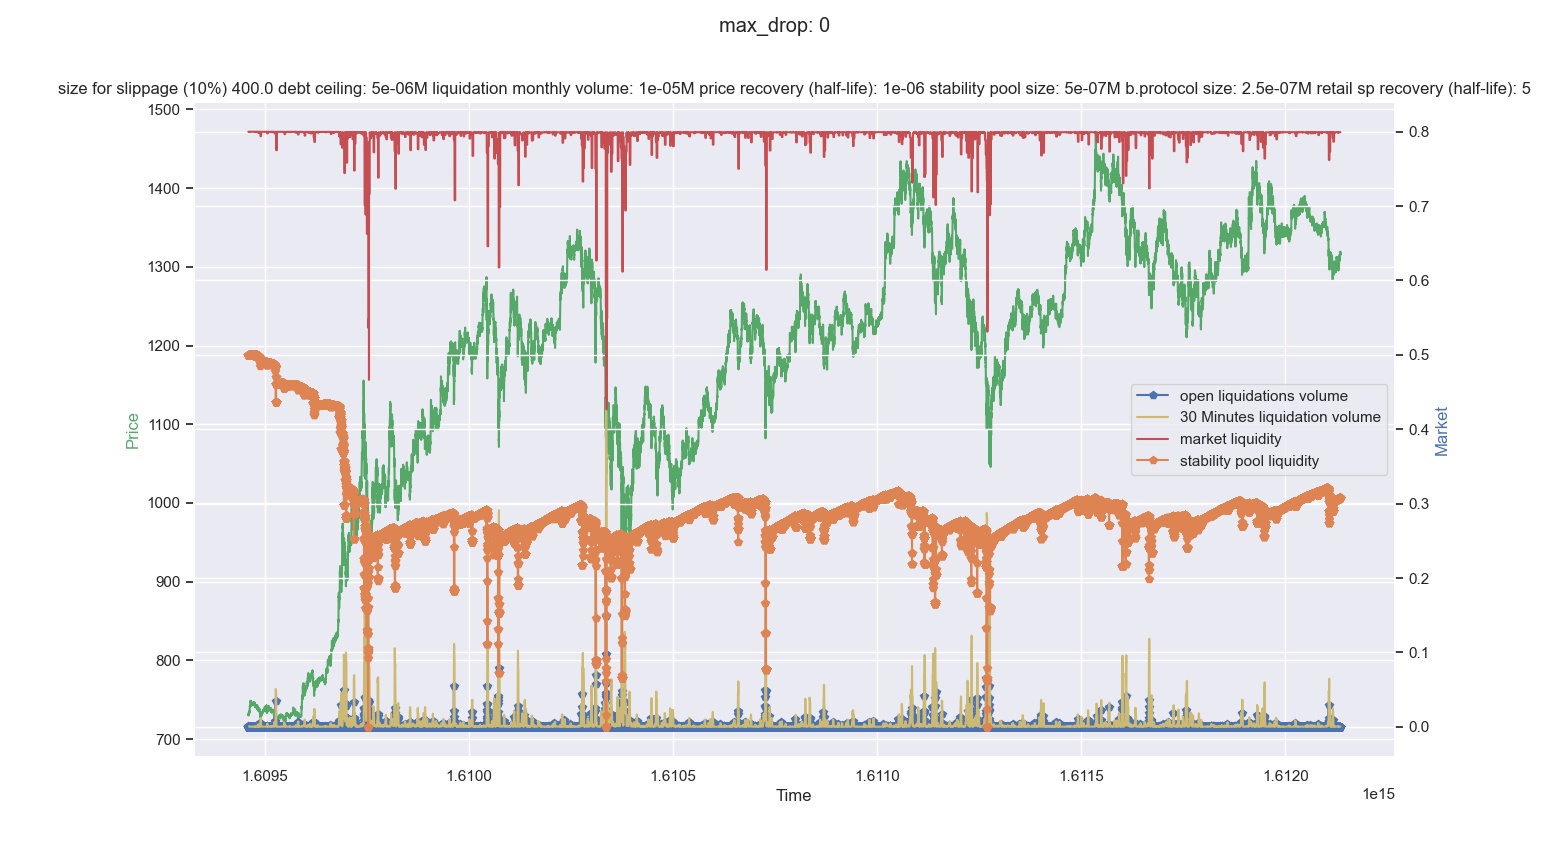 max_drop: 0
size for slippage (10%) 400.0 debt ceiling: 5e-06M liquidation monthly volume: 1e-05M price recovery (half-life): 1e-06 stability pool size: 5e-07M b.protocol size: 2.5e-07M retail sp recovery (half-life): 5
1500
1400
1300
1200
1100
1000
900
800
700
Price
0.8
0.7
0.6
0.5
0.4
0.3
0.2
0.1
0.0
Market
open liquidations volume
30 Minutes liquidation volume
market liquidity
stability pool liquidity
1.6095
1.6100
1.6105
1.6110
1.6115
1.6120
Time
1e15